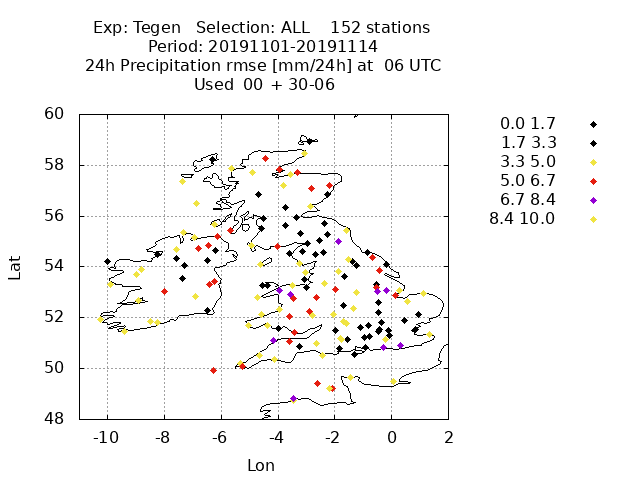 Exp: Tegen   Selection: ALL    152 stations
Period: 20191101-20191114
24h Precipitation rmse [mm/24h] at  06 UTC
Used  00  + 30-06
60
58
56
54
52
50
48
Lat
-10 -8 -6 -4 -2 0 2
Lon
0.0 1.7
1.7 3.3
3.3 5.0
5.0 6.7
6.7 8.4
8.4 10.0